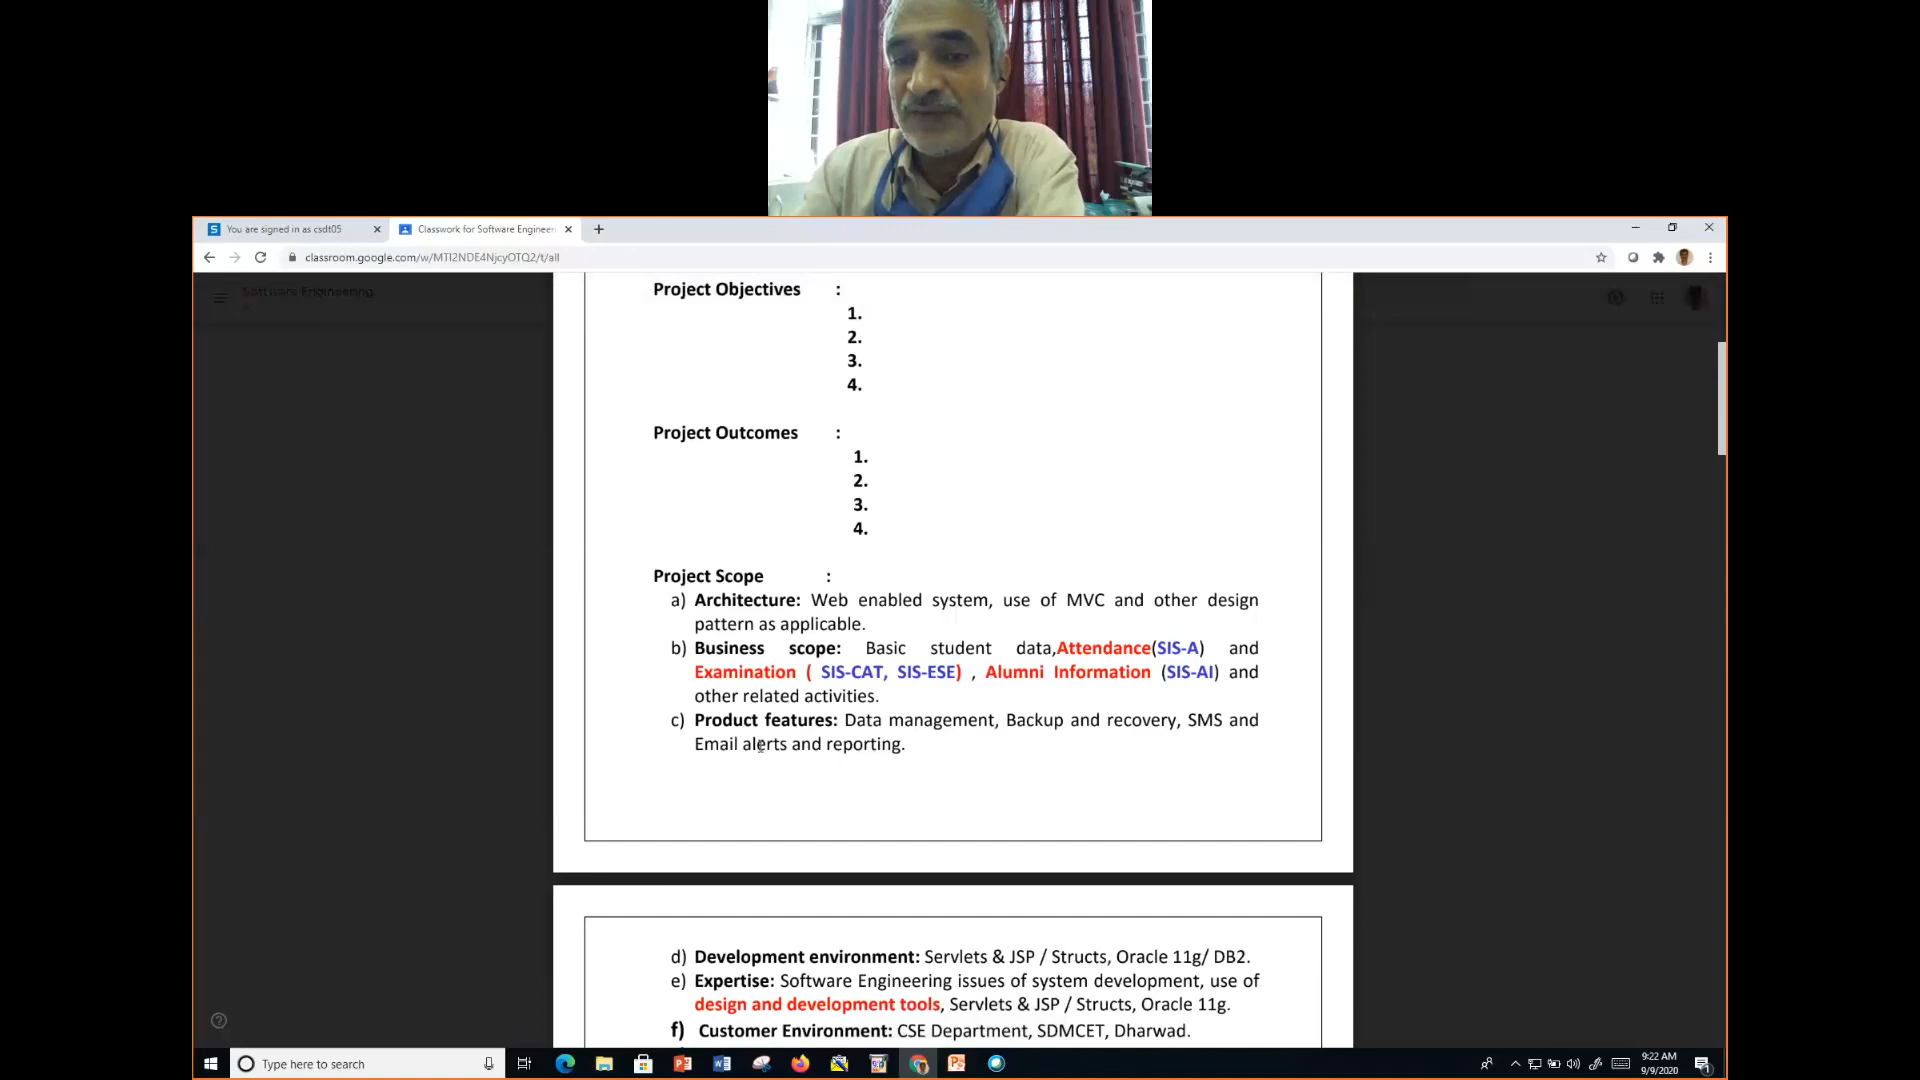 You are signed in as csdt05
Classwork for Software Engineer
classroom.google.com/w/MTI2NDE4NjcyOTQ2/t/all
Software Engineering
Project Objectives :
1.
2.
3.
4.
Project Outcomes :
1.
2.
3.
4.
Project Scope :
a) Architecture: Web enabled system, use of MVC and other design
pattern as applicable.
b) Business scope: Basic student data,Attendance(SIS-A) and
Examination ( SIS-CAT, SIS-ESE) , Alumni Information (SIS-AI) and
other related activities.
c) Product features: Data management, Backup and recovery, SMS and
Email alerts and reporting.
d) Development environment: Servlets & JSP / Structs, Oracle 11g/ DB2.
e) Expertise: Software Engineering issues of system development, use of
design and development tools, Servlets & JSP / Structs, Oracle 11g.
f) Customer Environment: CSE Department, SDMCET, Dharwad.
Type here to search
9:22 AM
9/9/2020